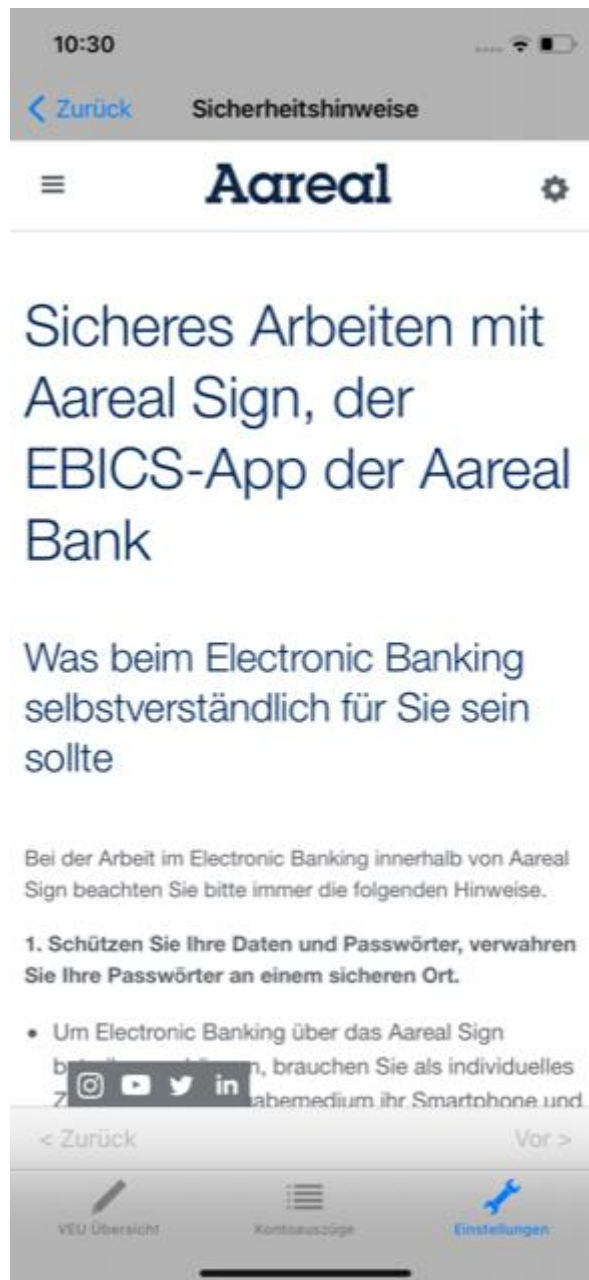 10:30
Zurück Sicherheitshinweise
Aareal
Sicheres Arbeiten mit
Aareal Sign, der
EBICS-App der Aareal
Bank
Was beim Electronic Banking
selbstverständlich für Sie sein
sollte
Bei der Arbeit im Electronic Banking innerhalb von Aareal
Sign beachten Sie bitte immer die folgenden Hinweise.
1. Schützen Sie Ihre Daten und Passwörter, verwahren
Sie Ihre Passwörter an einem sicheren Ort.
• Um Electronic Banking über das Aareal Sign
brauchen Sie als individuelles
ihr Smartphone und
< Zurück Vor >
VEU Übersicht Kontoauszüge Einstellungen